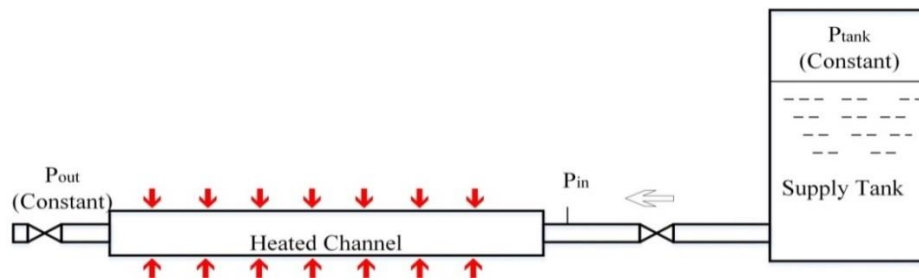 Ptank
(Constant)
Pout
(Constant)
Pin
Supply Tank
Heated Channel